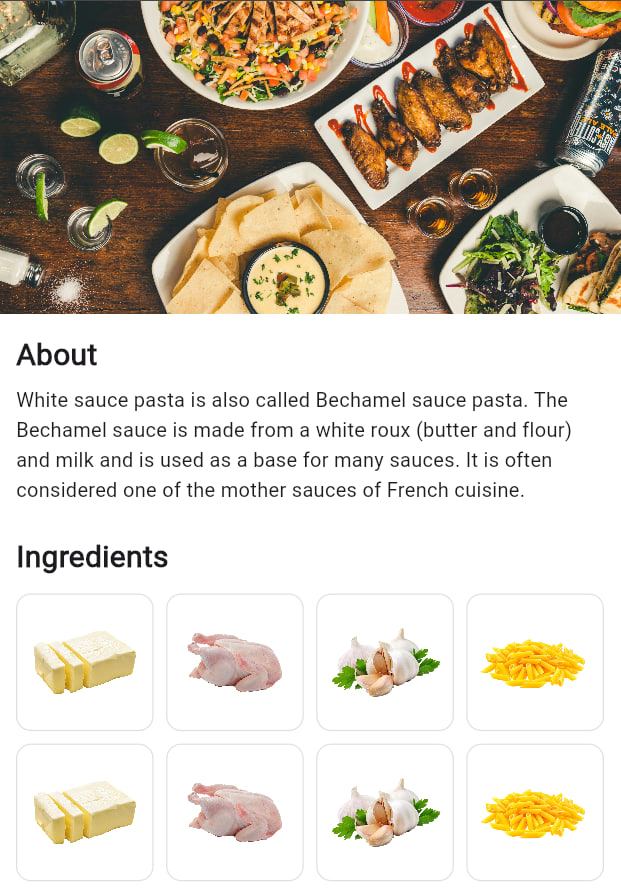 About
White sauce pasta is also called Bechamel sauce pasta. The
Bechamel sauce is made from a white roux (butter and flour)
and milk and is used as a base for many sauces. It is often
considered one of the mother sauces of French cuisine.
Ingredients